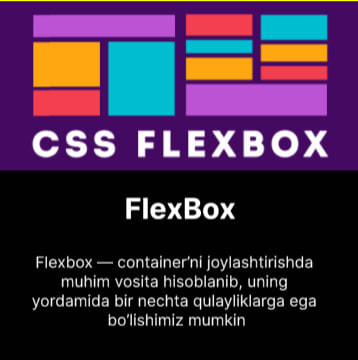 CSS FLEXBOX
FlexBox
Flexbox — container’ni joylashtirishda
muhim vosita hisoblanib, uning
yordamida bir nechta qulayliklarga ega
bo’lishimiz mumkin